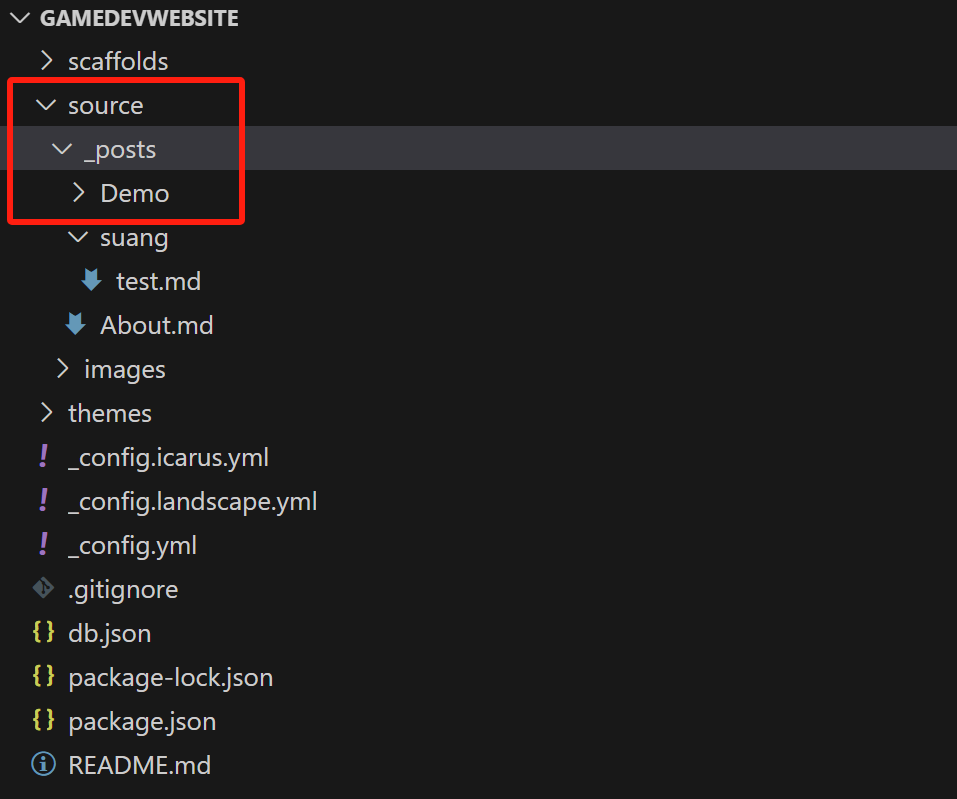 GAMEDEVWEBSITE
scaffolds
source
_posts
Demo
suang
test.md
About.md
images
themes
_config.icarus.yml
_config.landscape.yml
_config.yml
.gitignore
db.json
package-lock.json
package.json
README.md